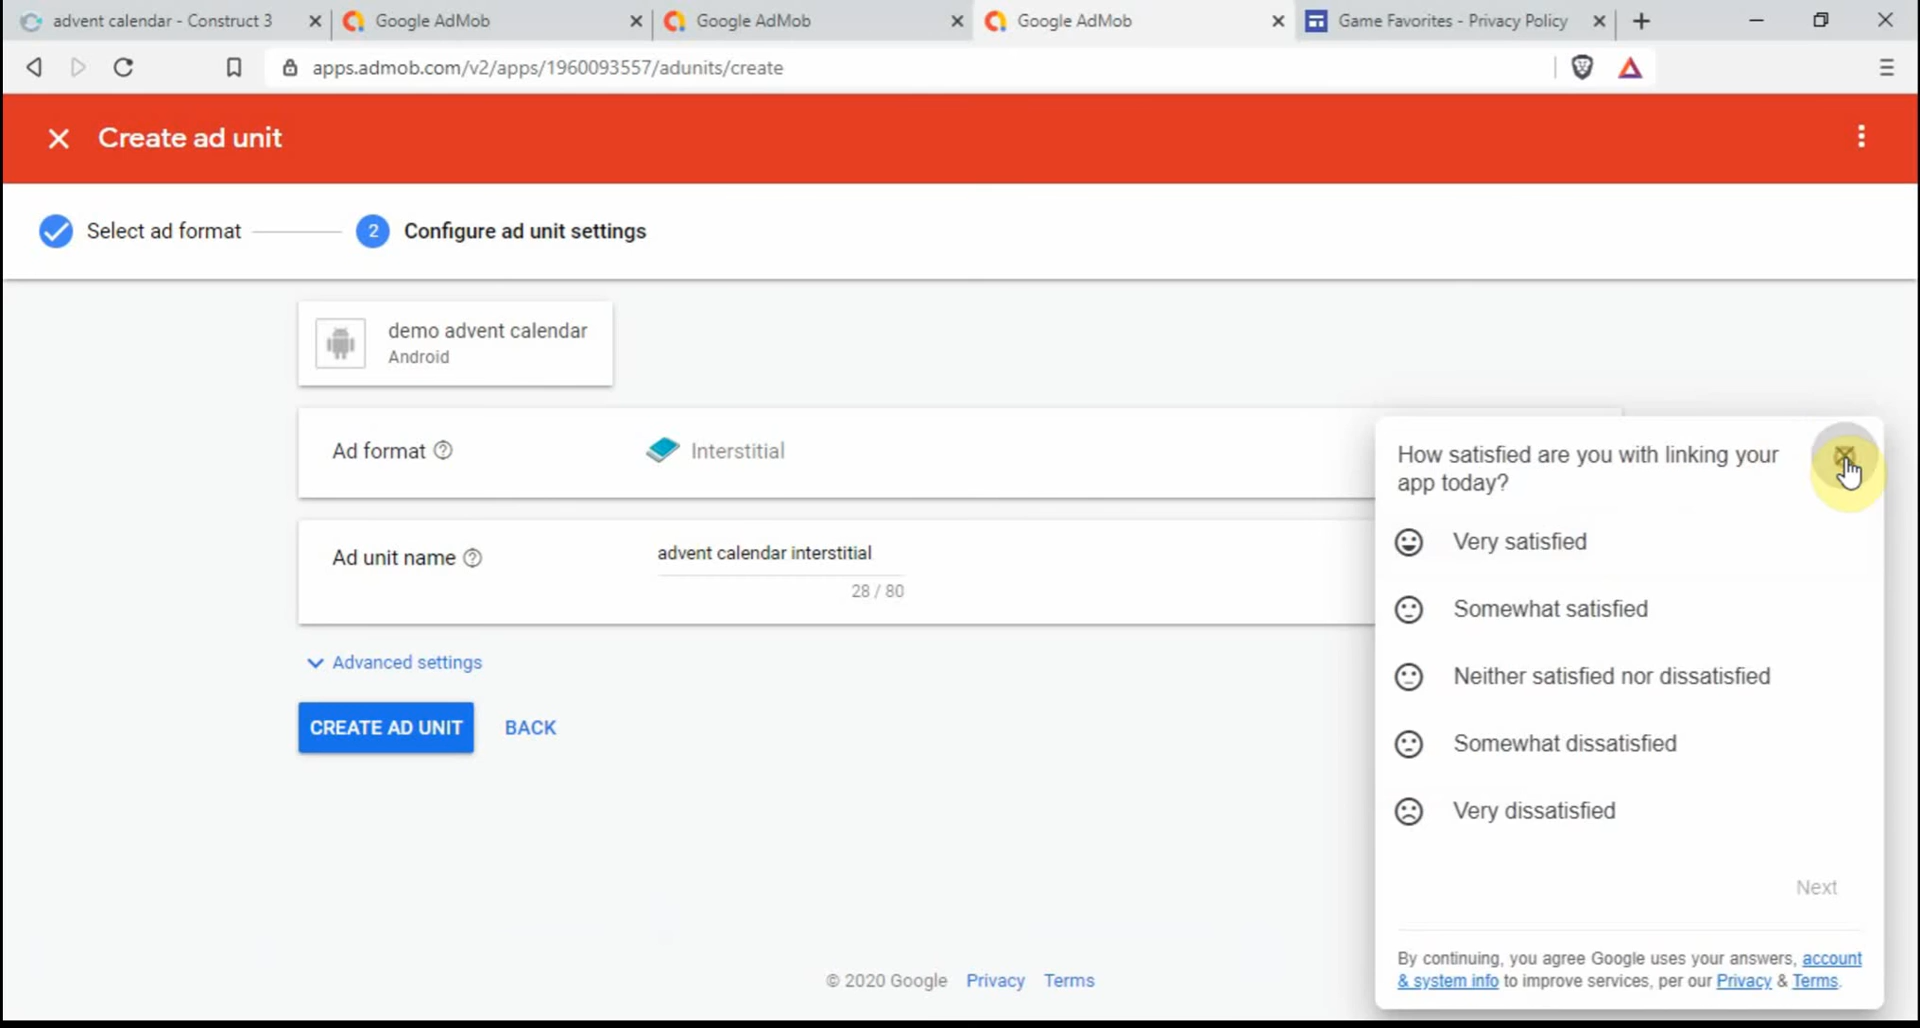 advent calendar - Construct 3
Google AdMob
Google AdMob
Google AdMob
Game Favorites - Privacy Policy
apps.admob.com/v2/apps/1960093557/adunits/create
Create ad unit
Select ad format
2
Configure ad unit settings
demo advent calendar
Android
Ad format
Interstitial
Ad unit name
advent calendar interstitial
28 / 80
Advanced settings
CREATE AD UNIT
BACK
How satisfied are you with linking your
app today?
Very satisfied
Somewhat satisfied
Neither satisfied nor dissatisfied
Somewhat dissatisfied
Very dissatisfied
Next
By continuing, you agree Google uses your answers, account
& system info to improve services, per our Privacy & Terms.
© 2020 Google Privacy Terms